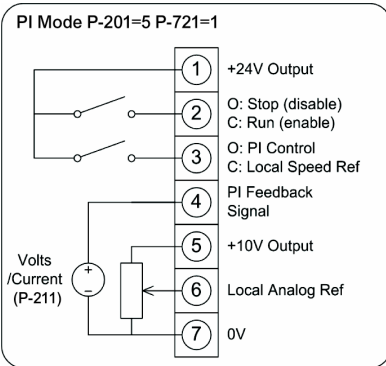 PI Mode P-201=5 P-721=1
1 +24V Output
2 O: Stop (disable)
C: Run (enable)
3 O: PI Control
C: Local Speed Ref
4 PI Feedback
Signal
5 +10V Output
Volts
/Current
(P-211)
+
−
6 Local Analog Ref
7 0V